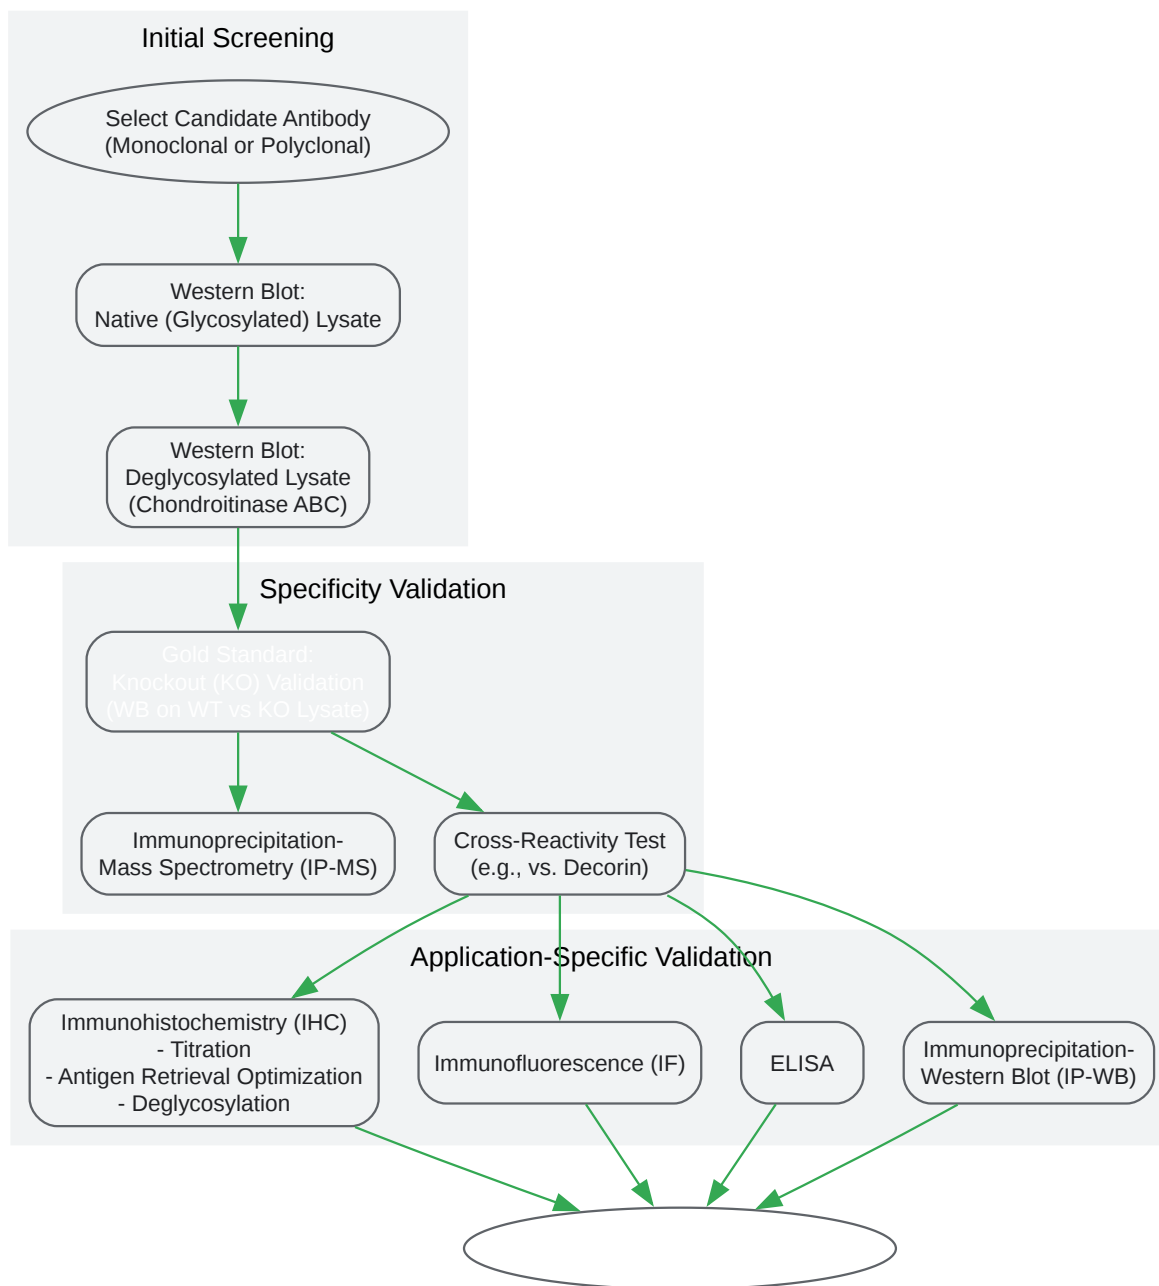 Initial Screening
Select Candidate Antibody
(Monoclonal or Polyclonal)
Western Blot:
Native (Glycosylated) Lysate
Western Blot:
Deglycosylated Lysate
(Chondroitinase ABC)
Specificity Validation
Gold Standard:
Knockout (KO) Validation
(WB on WT vs KO Lysate)
Immunoprecipitation-
Mass Spectrometry (IP-MS)
Cross-Reactivity Test
(e.g., vs. Decorin)
Application-Specific Validation
Immunohistochemistry (IHC)
- Titration
- Antigen Retrieval Optimization
- Deglycosylation
Immunofluorescence (IF)
ELISA
Immunoprecipitation-
Western Blot (IP-WB)